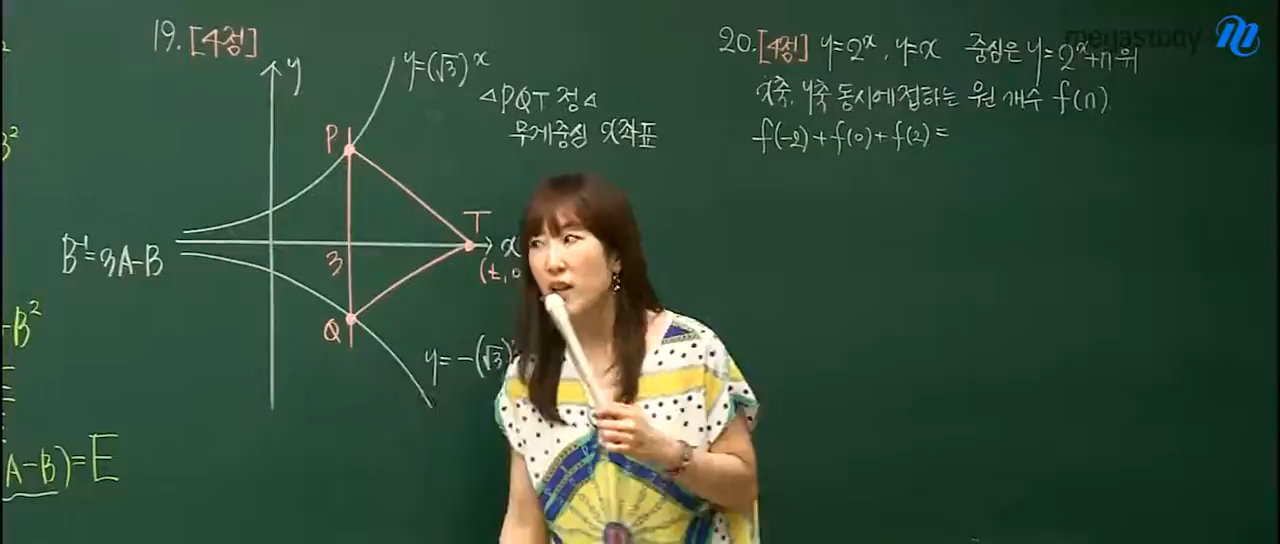 19. [4점]
y
y=(√3)^x
P
△PQT 정△
무게중심 x좌표
T
x
3
(t, 0
Q
y=-(√3)
B⁻¹=3A-B
-B²
A-B)=E
B²
megastudy
20. [4점] y=2^x, y=x 중심은 y=2^x+n 위
x축, y축 동시에 접하는 원 개수 f(n)
f(-2)+f(0)+f(2)=